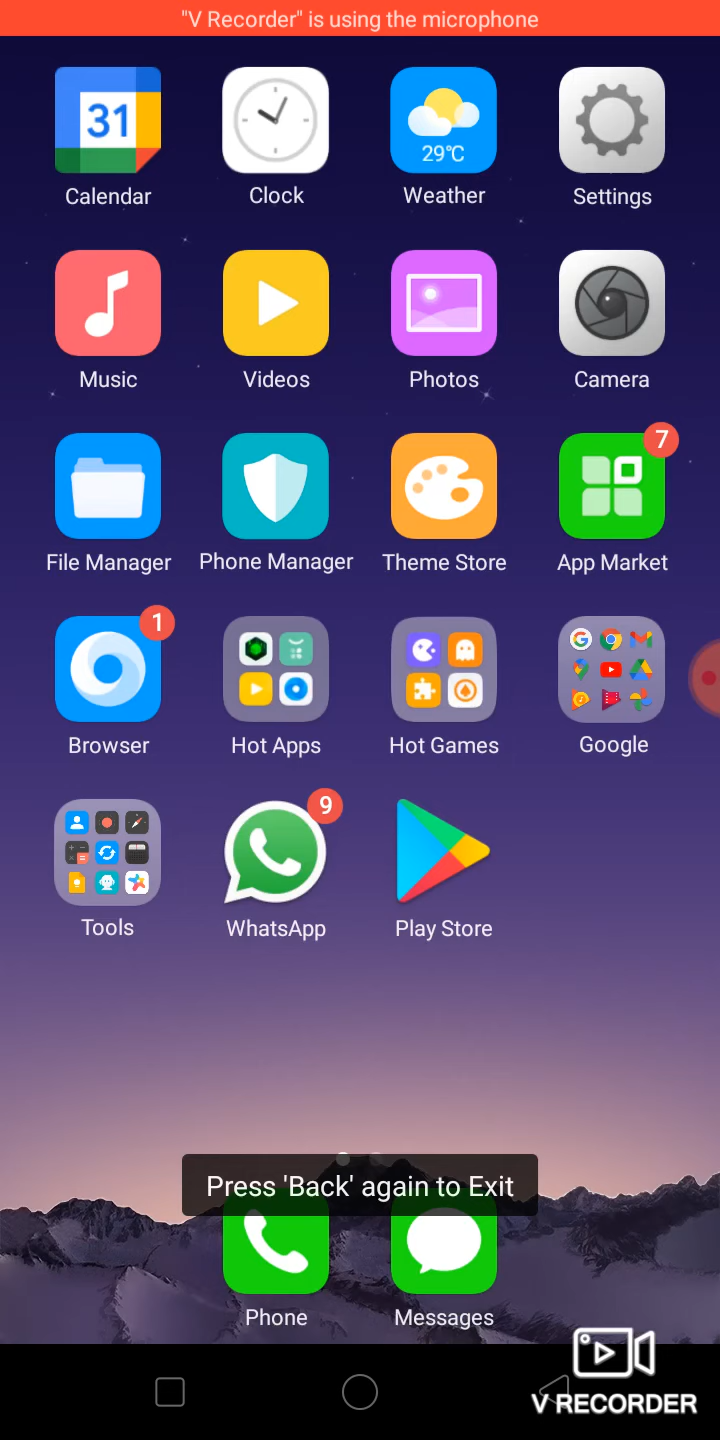 "V Recorder" is using the microphone
31
29℃
Calendar
Clock
Weather
Settings
Music
Videos
Photos
Camera
7
File Manager
Phone Manager
Theme Store
App Market
1
Browser
Hot Apps
Hot Games
Google
9
Tools
WhatsApp
Play Store
Press 'Back' again to Exit
Phone
Messages
V RECORDER